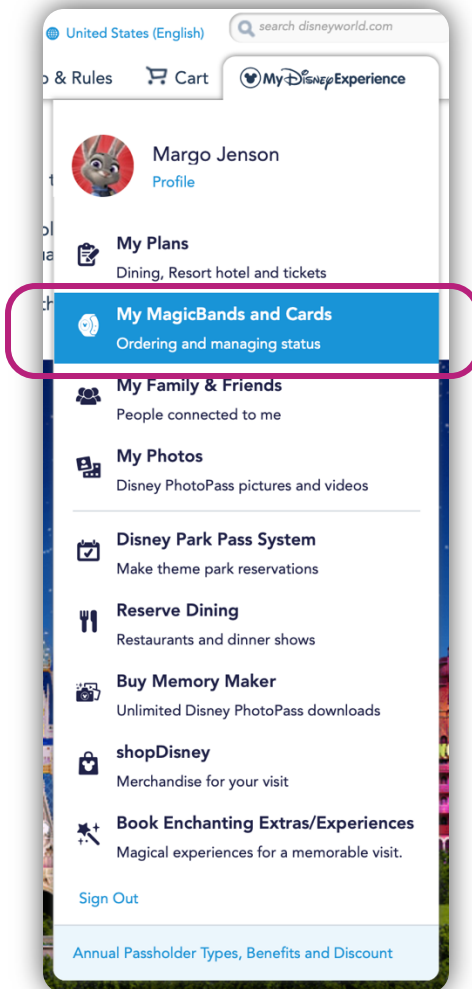 United States (English)
search disneyworld.com
& Rules
Cart
My Disney Experience
Margo Jenson
Profile
My Plans
Dining, Resort hotel and tickets
My MagicBands and Cards
Ordering and managing status
My Family & Friends
People connected to me
My Photos
Disney PhotoPass pictures and videos
Disney Park Pass System
Make theme park reservations
Reserve Dining
Restaurants and dinner shows
Buy Memory Maker
Unlimited Disney PhotoPass downloads
shopDisney
Merchandise for your visit
Book Enchanting Extras/Experiences
Magical experiences for a memorable visit.
Sign Out
Annual Passholder Types, Benefits and Discount